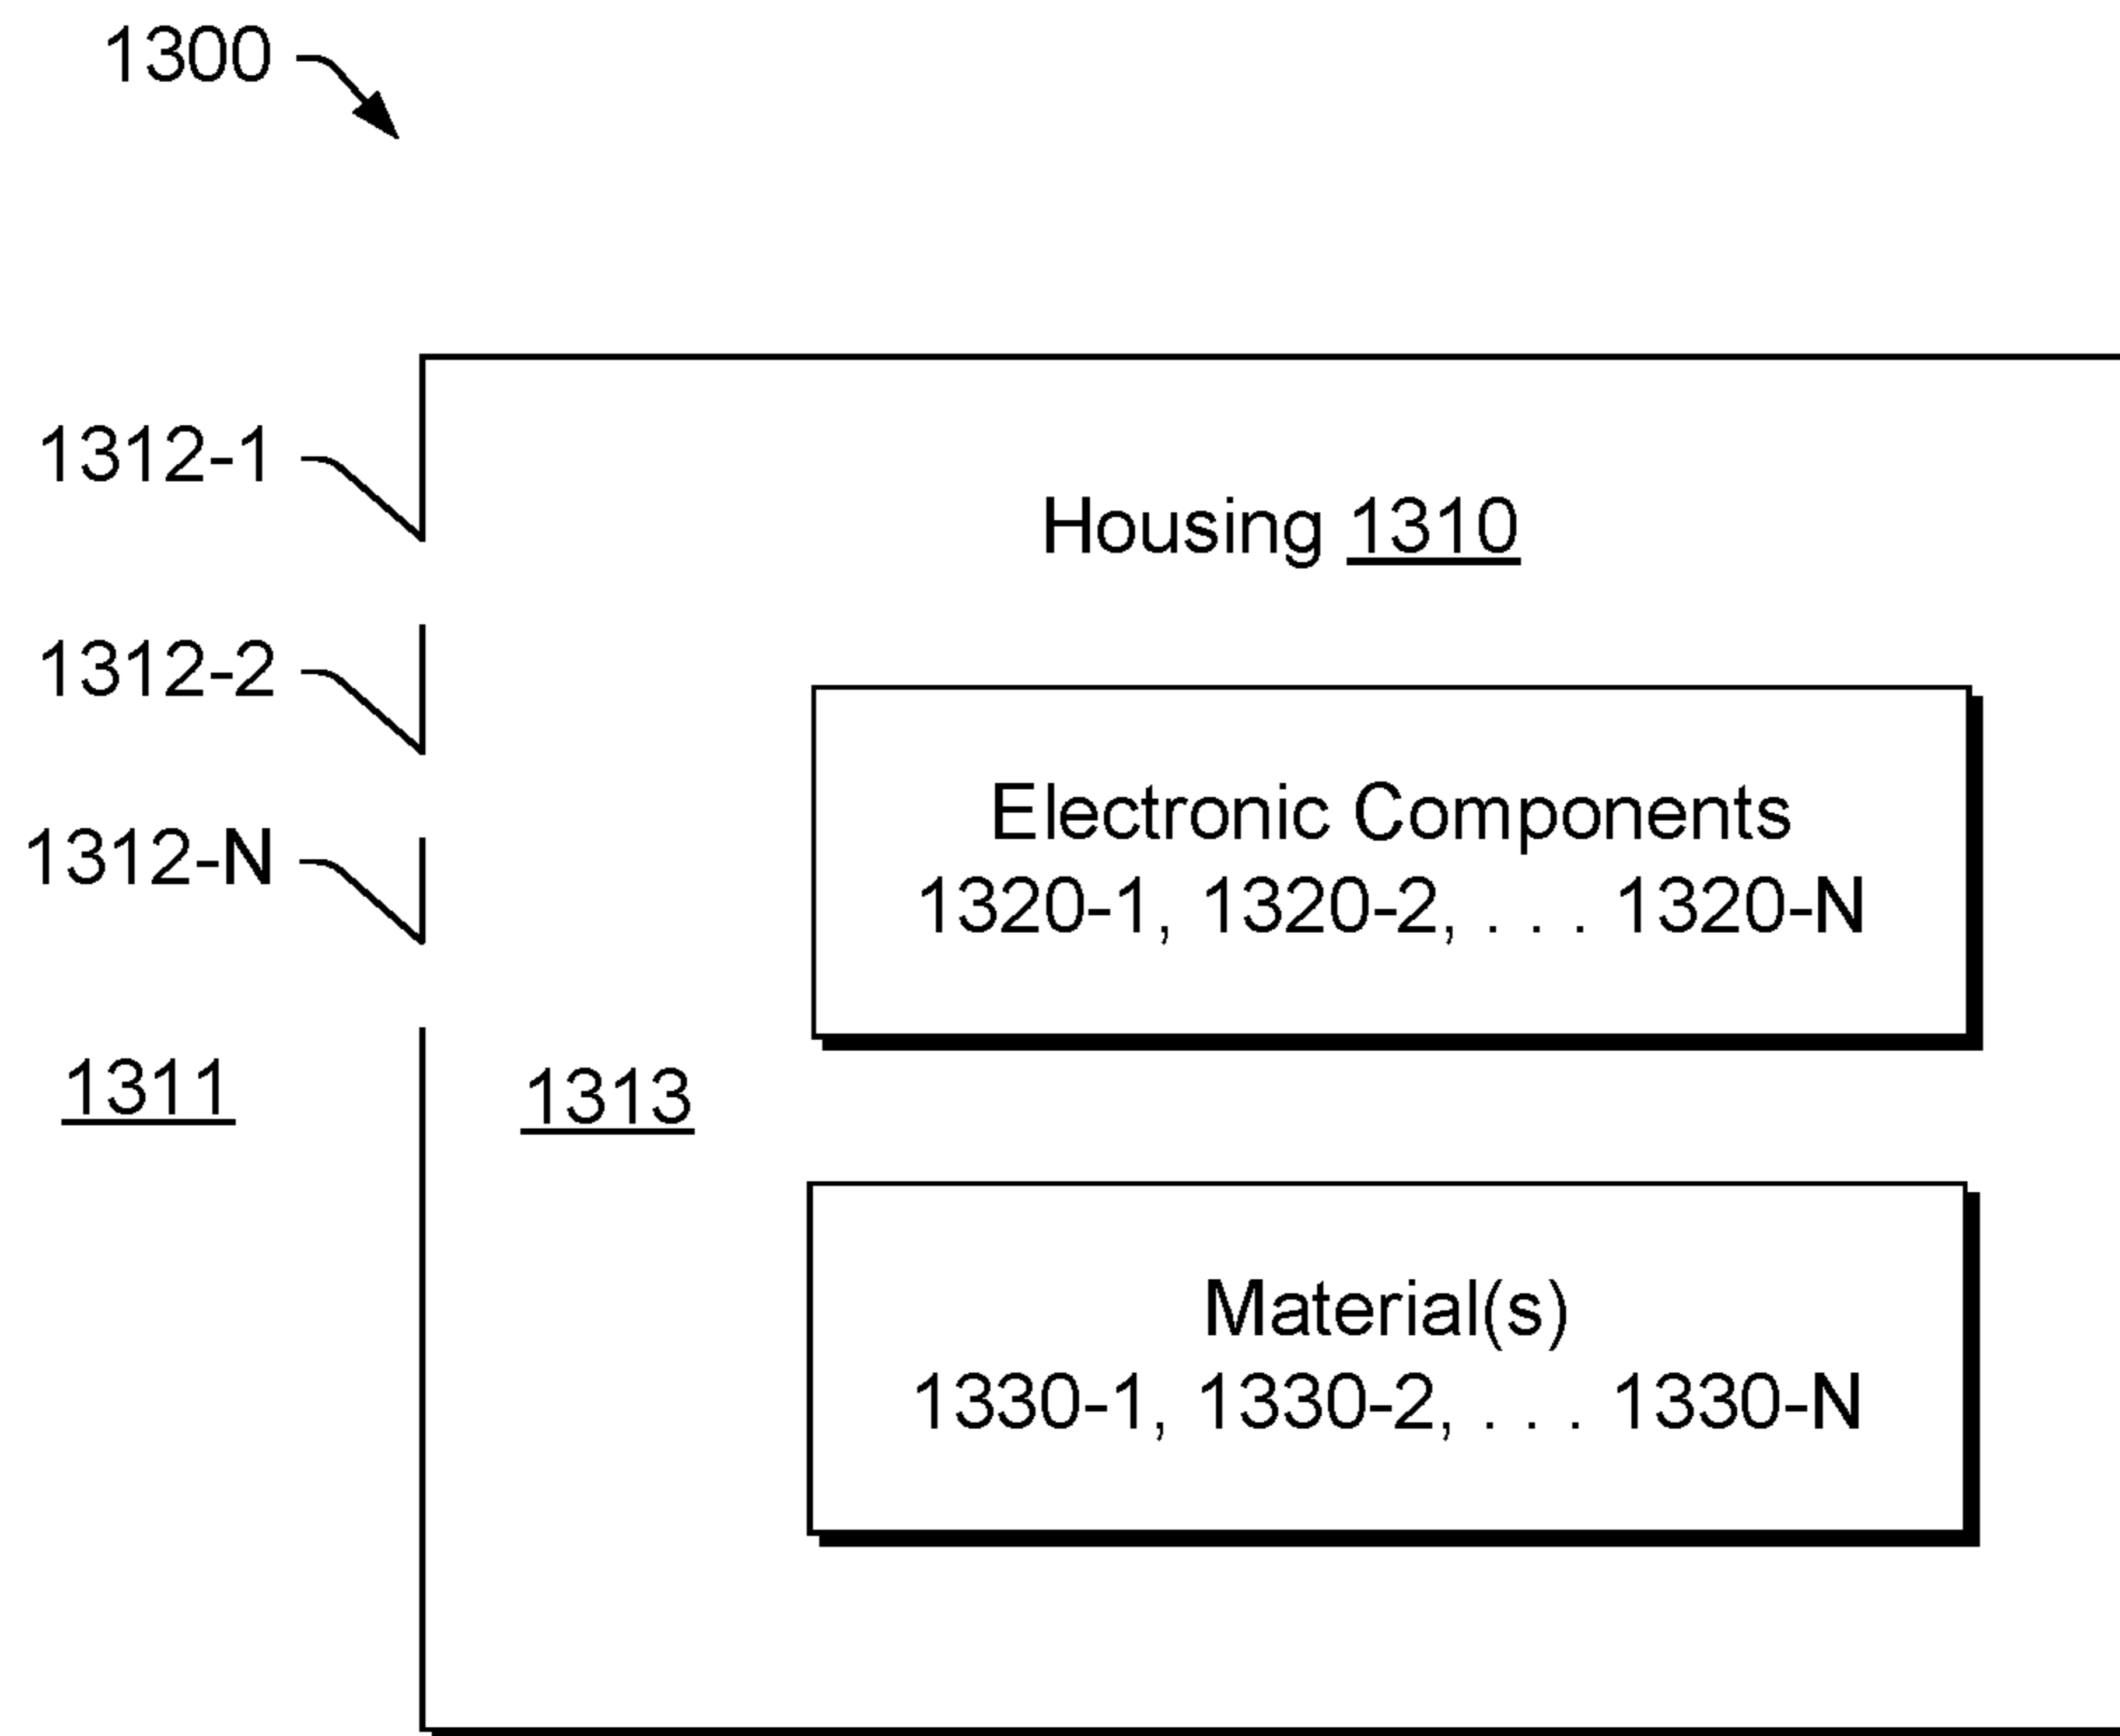 1300
1312-1
Housing 1310
1312-2
Electronic Components
1312-N
1320-1, 1320-2, . . . 1320-N
1311
1313
Material(s)
1330-1, 1330-2, . . . 1330-N